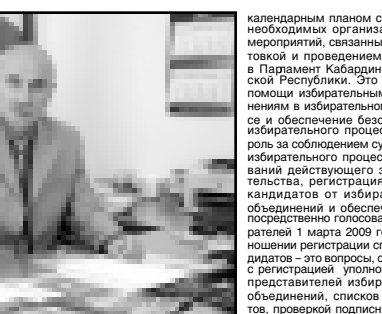 календарным планом с
необходимых организа
мероприятий, связанны
товкой и проведением
в Парламент Кабардин
ской Республики. Это
помощи избирательным
нениям в избирательно
се и обеспечение безо
избирательного процес
роль за соблюдением су
избирательного процес
ваний действующего з
тельства, регистрация
кандидатов от избира
объединений и обеспеч
посредственно голосова
рателей 1 марта 2009 го
ношении регистрации сп
дидатов – это вопросы, с
с регистрацией уполно
представителей избир
объединений, списков
тов, проверкой подписн